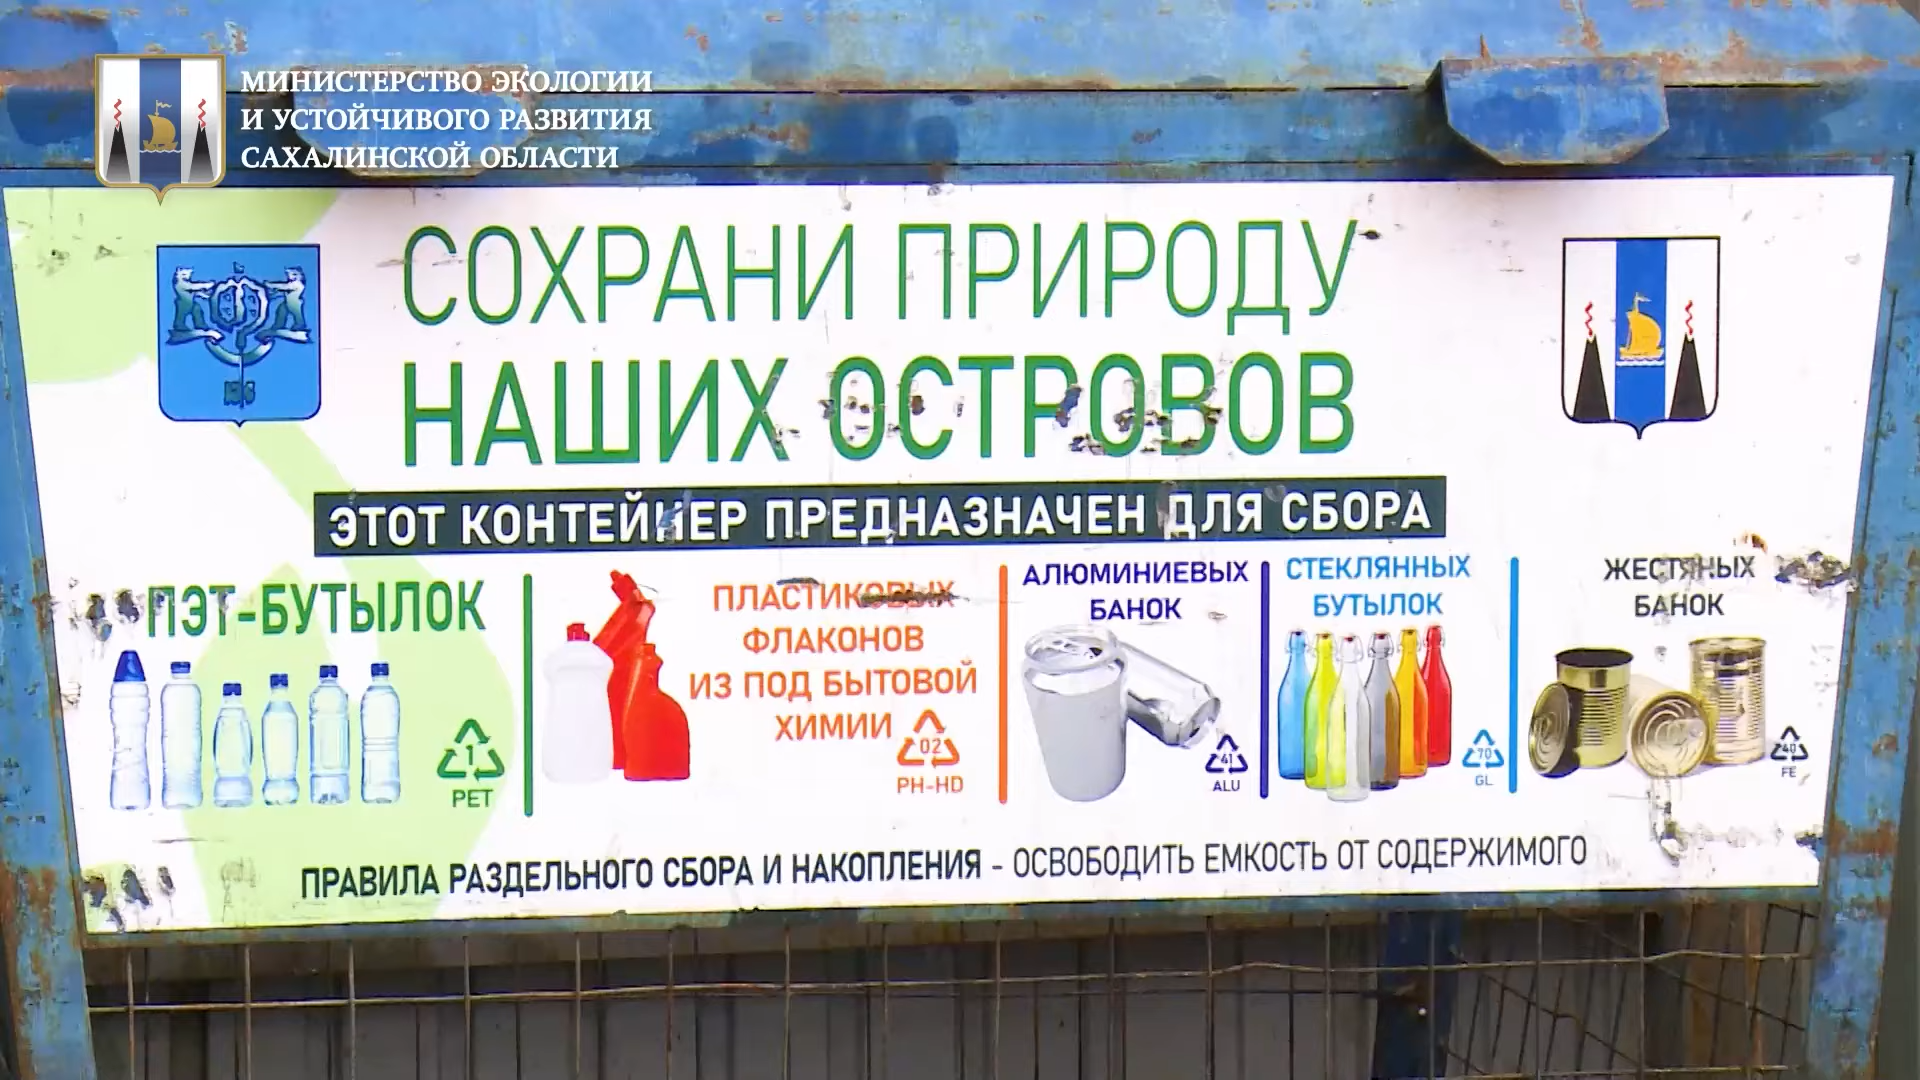 МИНИСТЕРСТВО ЭКОЛОГИИ
И УСТОЙЧИВОГО РАЗВИТИЯ
САХАЛИНСКОЙ ОБЛАСТИ
СОХРАНИ ПРИРОДУ
НАШИХ ОСТРОВОВ
ЭТОТ КОНТЕЙНЕР ПРЕДНАЗНАЧЕН ДЛЯ СБОРА
ПЭТ-БУТЫЛОК
1
PET
ПЛАСТИКОВЫХ
ФЛАКОНОВ
ИЗ ПОД БЫТОВОЙ
ХИМИИ
02
PH-HD
АЛЮМИНИЕВЫХ
БАНОК
41
ALU
СТЕКЛЯННЫХ
БУТЫЛОК
70
GL
ЖЕСТЯНЫХ
БАНОК
40
FE
ПРАВИЛА РАЗДЕЛЬНОГО СБОРА И НАКОПЛЕНИЯ - ОСВОБОДИТЬ ЕМКОСТЬ ОТ СОДЕРЖИМОГО